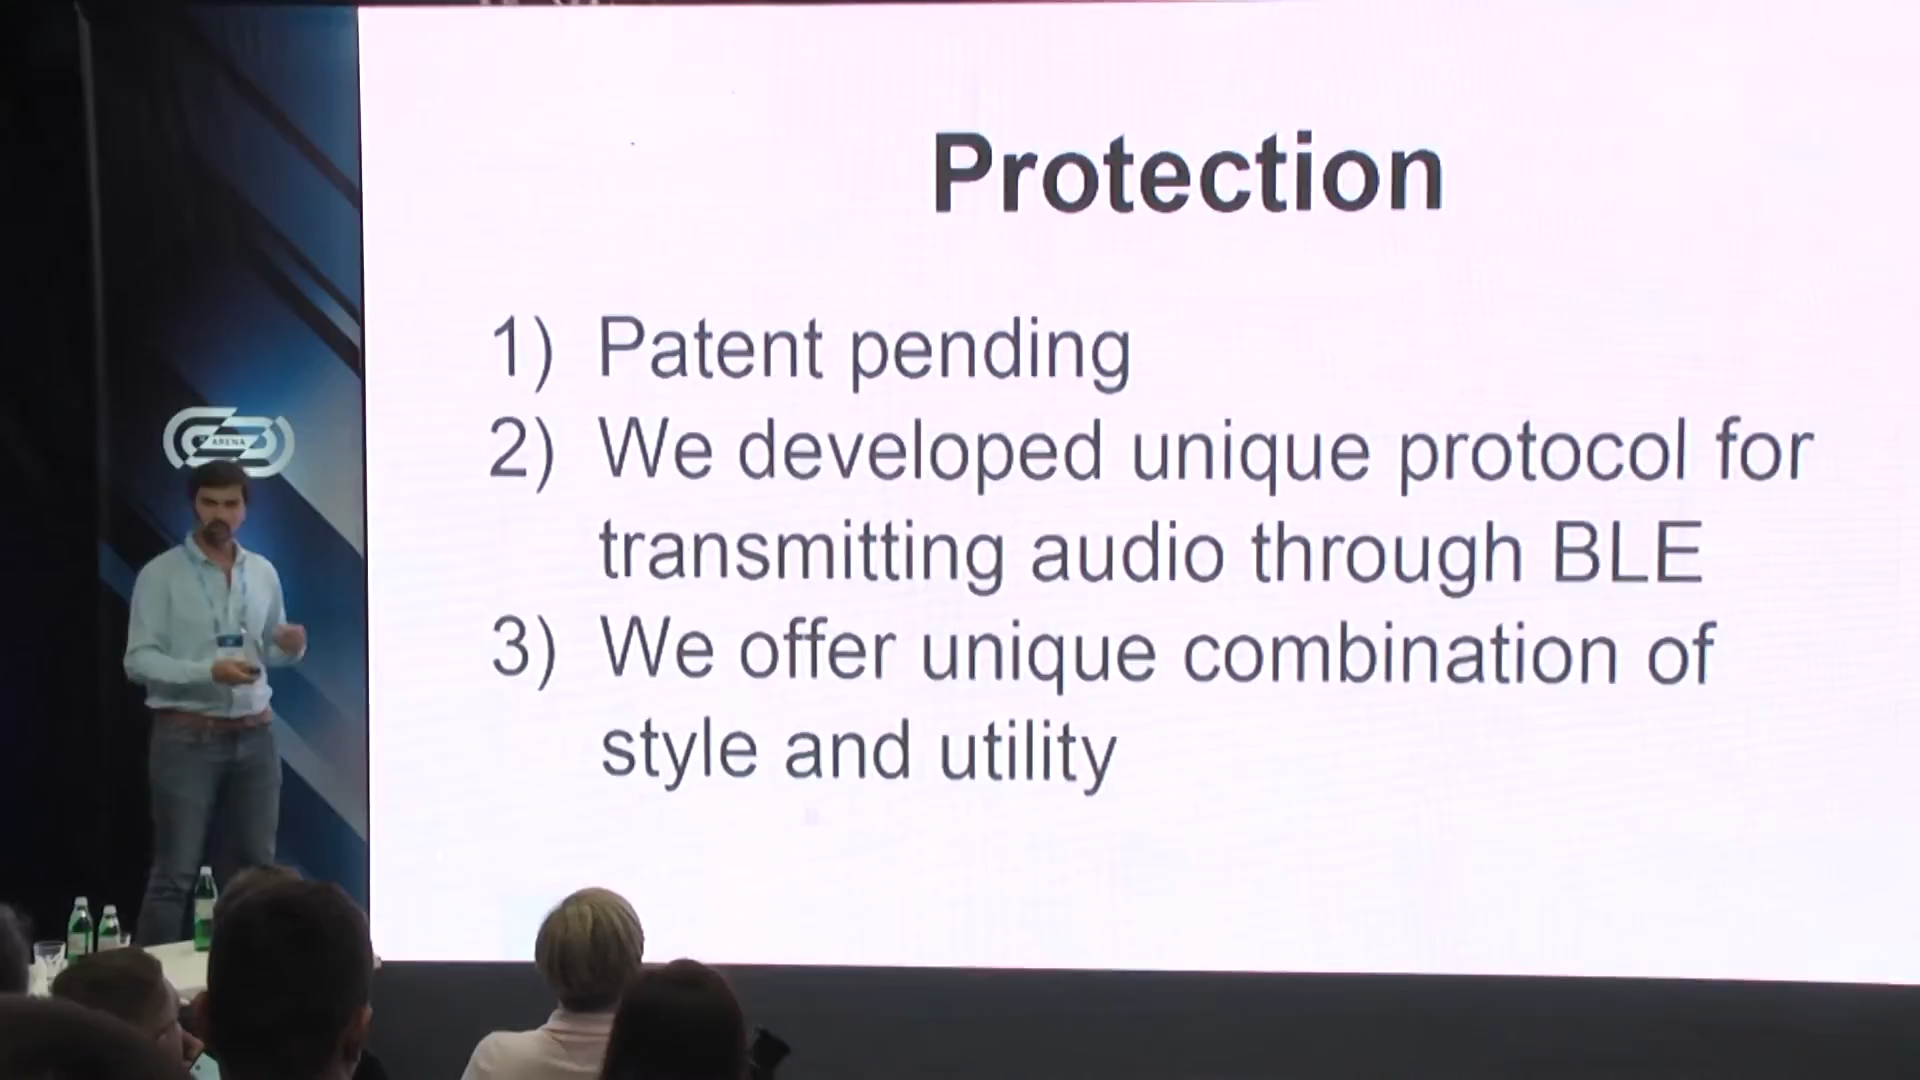 Protection
1) Patent pending
2) We developed unique protocol for
transmitting audio through BLE
3) We offer unique combination of
style and utility
ARENA